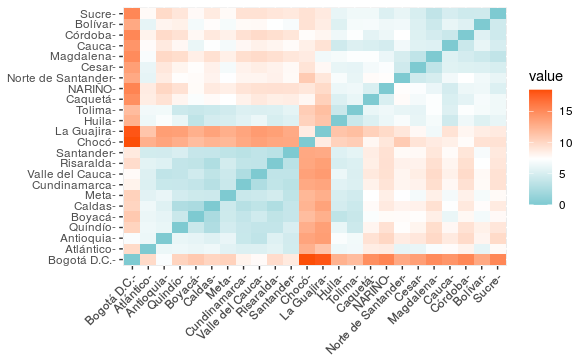 Sucre-
Bolívar-
Córdoba-
Cauca-
Magdalena-
Cesar-
Norte de Santander-
NARIÑO-
Caquetá-
Tolima-
Huila-
La Guajira-
Chocó-
Santander-
Risaralda-
Valle del Cauca-
Cundinamarca-
Meta-
Caldas-
Boyacá-
Quindío-
Antioquia-
Atlántico-
Bogotá D.C.-
Bogotá D.C.-
Atlántico-
Antioquia-
Quindío-
Boyacá-
Caldas-
Meta-
Cundinamarca-
Valle del Cauca-
Risaralda-
Santander-
Chocó-
La Guajira-
Huila-
Tolima-
Caquetá-
NARIÑO-
Norte de Santander-
Cesar-
Magdalena-
Cauca-
Córdoba-
Bolívar-
Sucre-
value
15
10
5
0